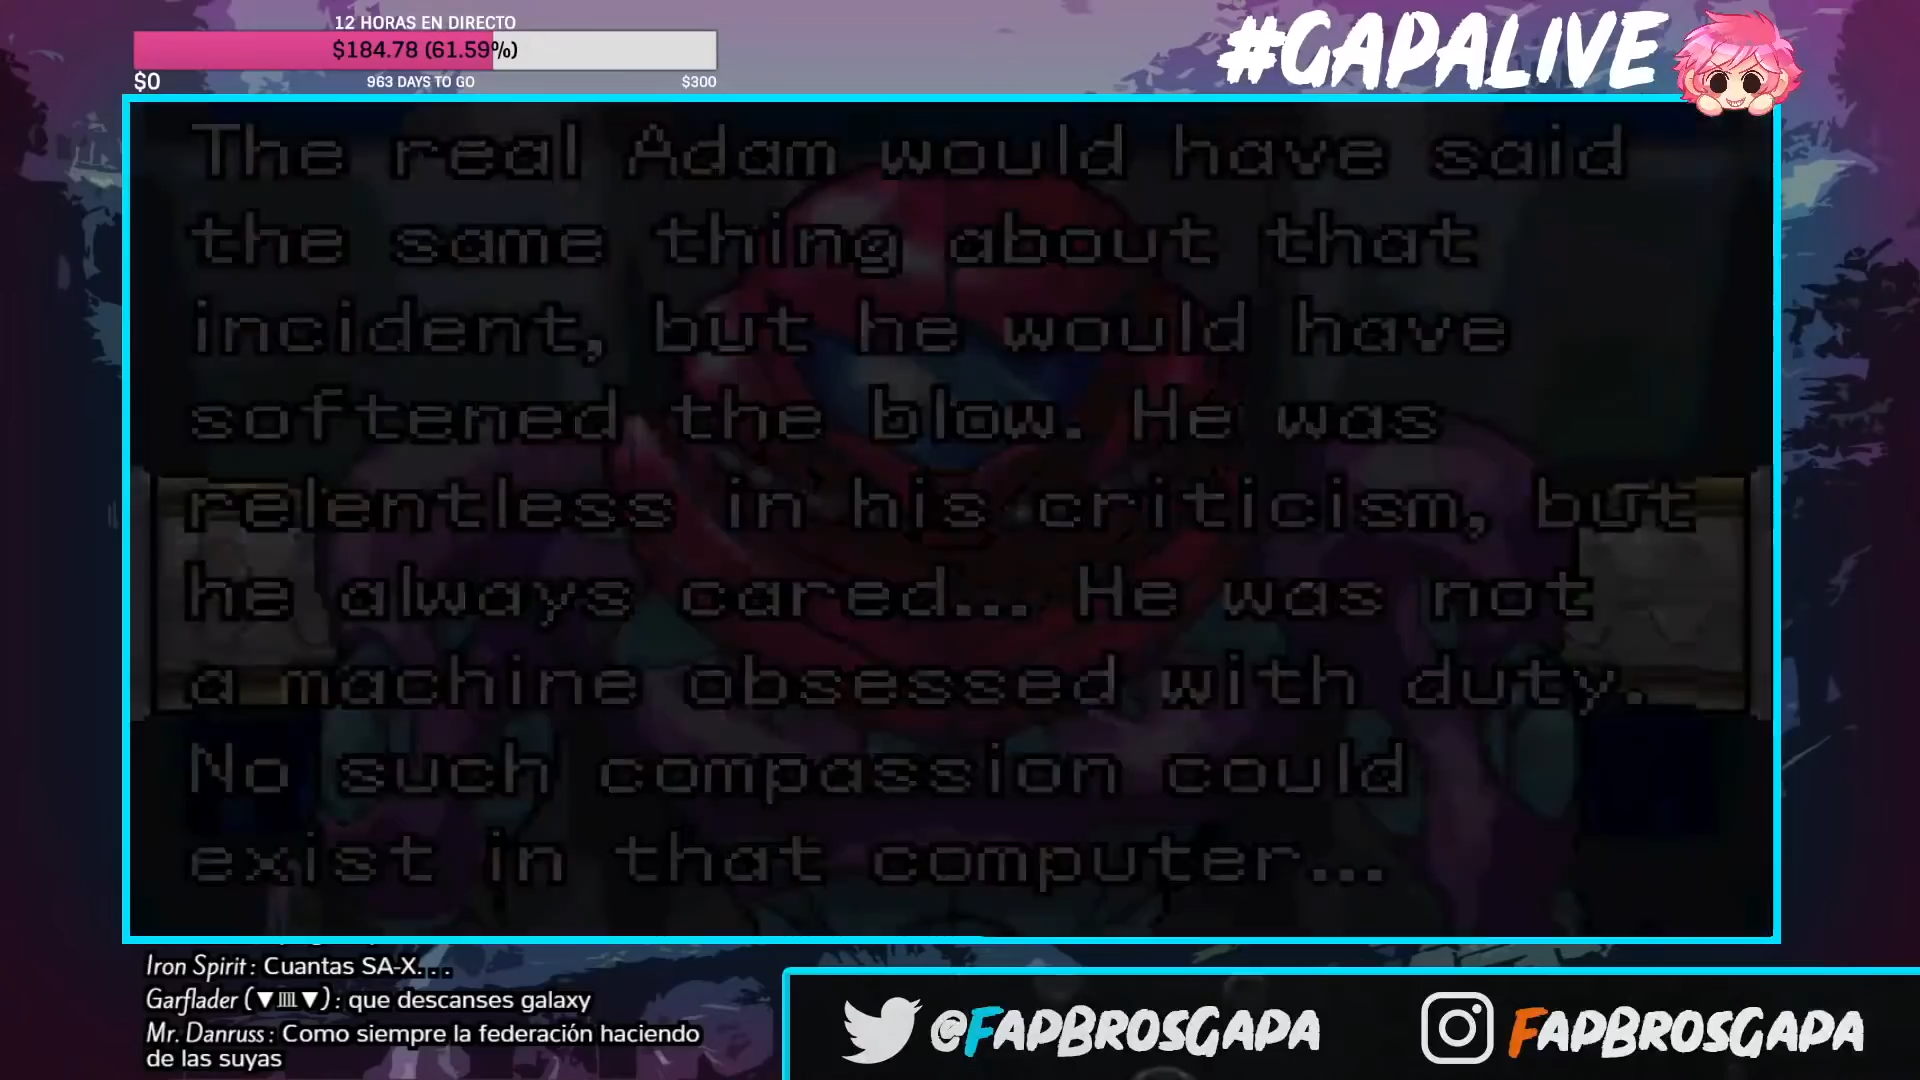 12 HORAS EN DIRECTO
$184.78 (61.59%)
$0 963 DAYS TO GO $300
#GAPALIVE
The real Adam would have said
the same thing about that
incident, but he would have
softened the blow. He was
relentless in his criticism, but
he always cared... He was not
a machine obsessed with duty.
No such compassion could
exist in that computer...
Iron Spirit: Cuantas SA-X. . .
Garflader (▼皿▼) : que descanses galaxy
Mr. Danruss: Como siempre la federación haciendo
de las suyas
@FAPBROSGAPA
FAPBROSGAPA